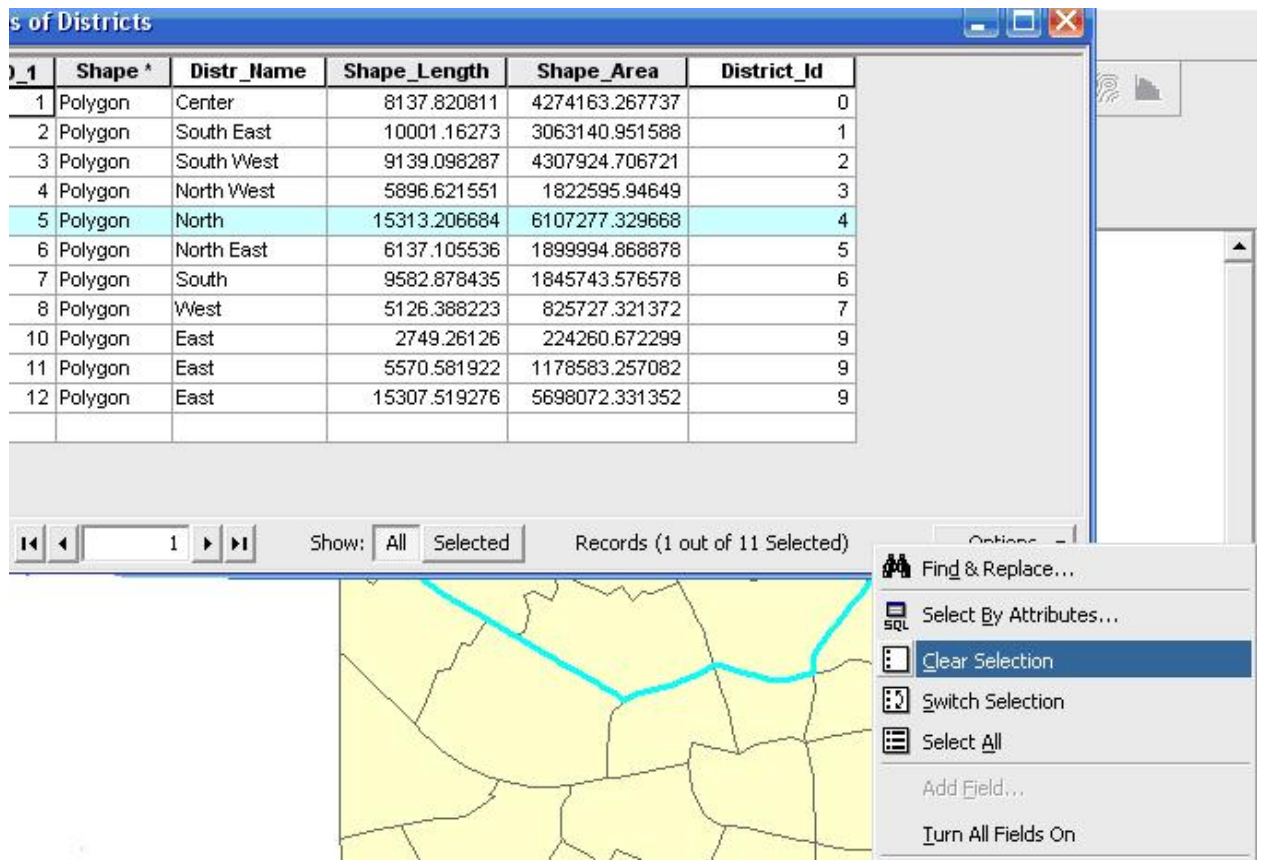 s of Districts
_1 Shape * Distr_Name Shape_Length Shape_Area District_Id
1 Polygon Center 8137.820811 4274163.267737 0
2 Polygon South East 10001.16273 3063140.951588 1
3 Polygon South West 9139.098287 4307924.706721 2
4 Polygon North West 5896.621551 1822595.94649 3
5 Polygon North 15313.206684 6107277.329668 4
6 Polygon North East 6137.105536 1899994.868878 5
7 Polygon South 9582.878435 1845743.576578 6
8 Polygon West 5126.388223 825727.321372 7
10 Polygon East 2749.26126 224260.672299 9
11 Polygon East 5570.581922 1178583.257082 9
12 Polygon East 15307.519276 5698072.331352 9
1 Show: All Selected Records (1 out of 11 Selected) Options
Find & Replace...
SQL Select By Attributes...
Clear Selection
Switch Selection
Select All
Add Field...
Turn All Fields On